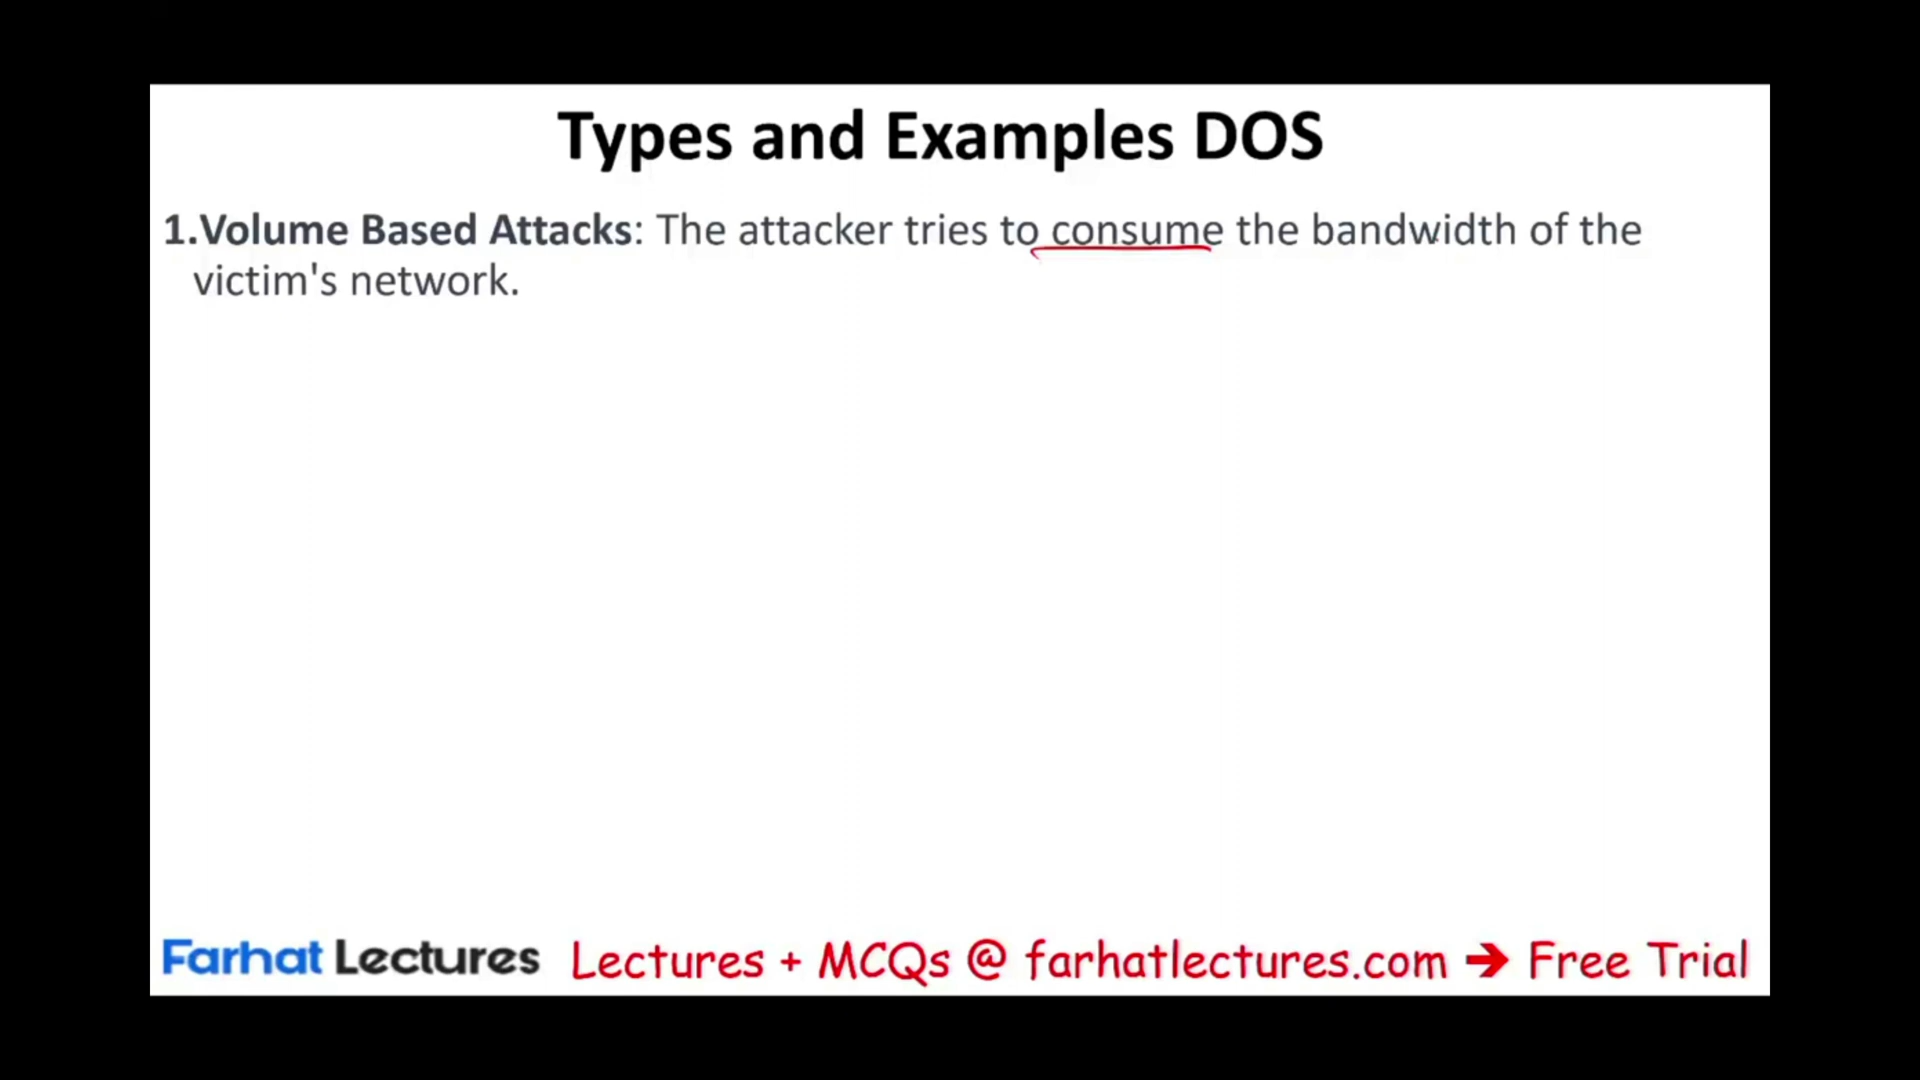 Types and Examples DOS
1.Volume Based Attacks: The attacker tries to consume the bandwidth of the
victim's network.
Farhat Lectures Lectures + MCQs @ farhatlectures.com ➔ Free Trial